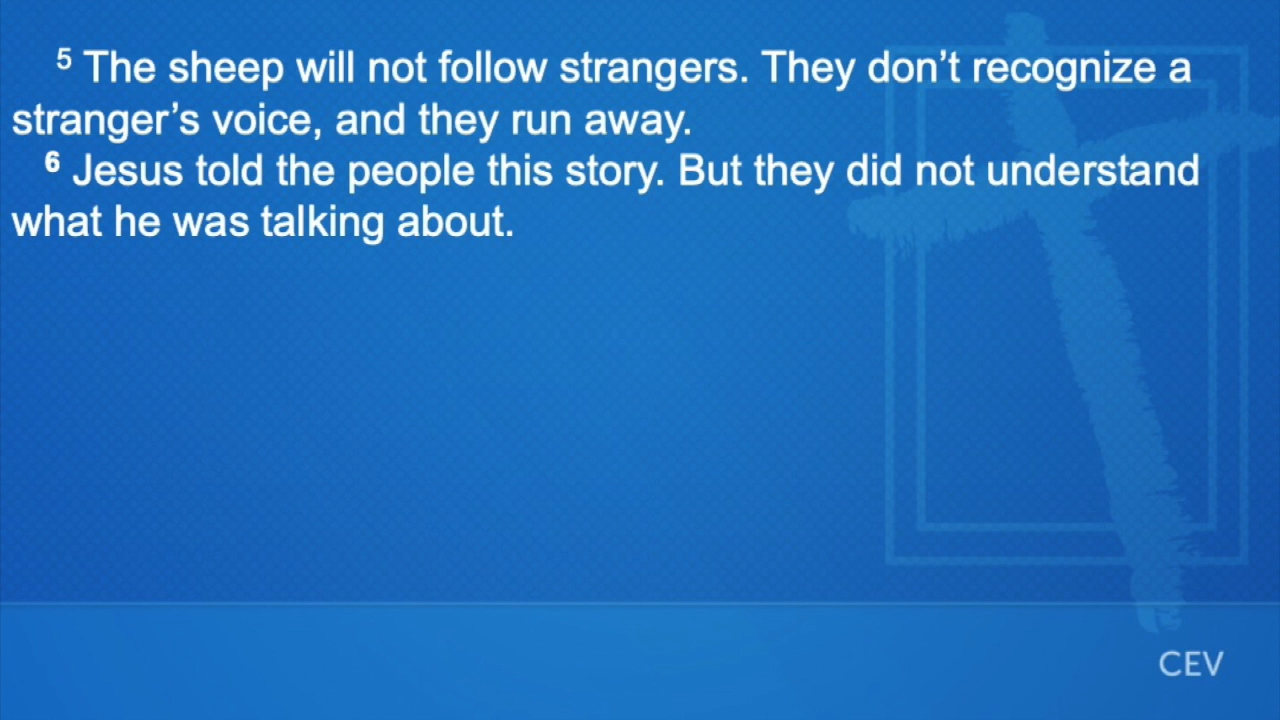 ⁵ The sheep will not follow strangers. They don’t recognize a
stranger’s voice, and they run away.
⁶ Jesus told the people this story. But they did not understand
what he was talking about.
CEV